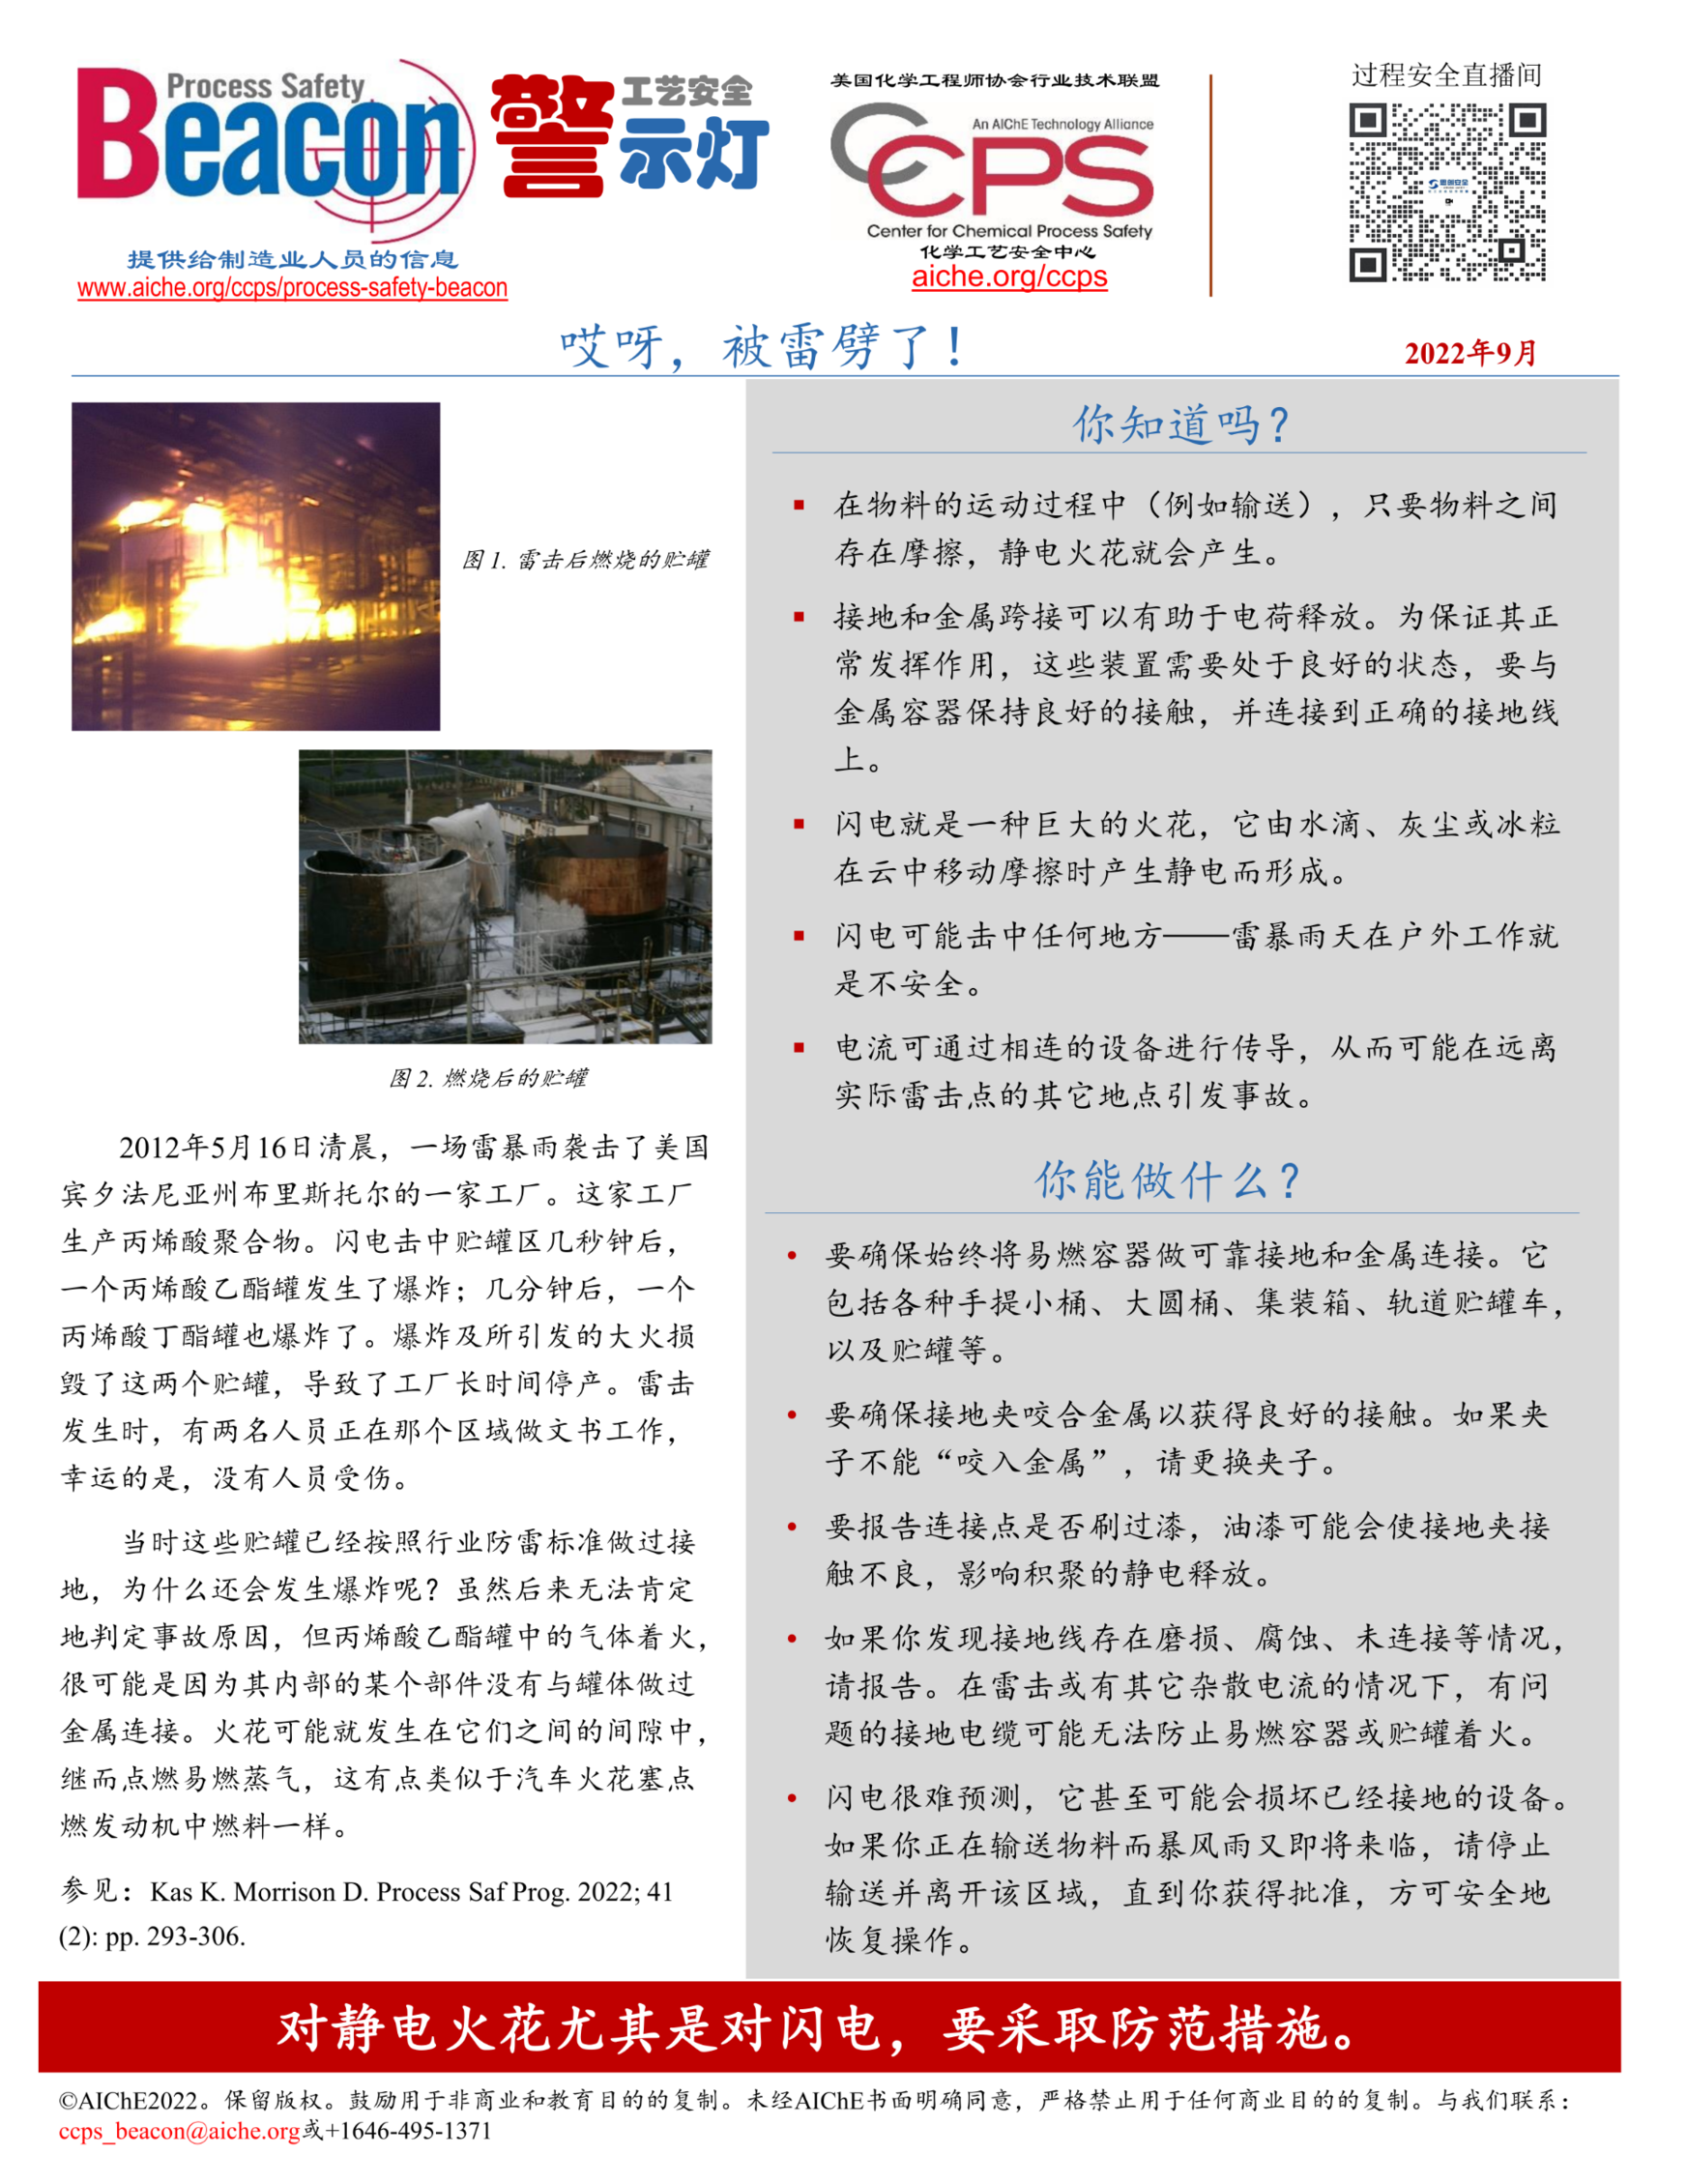 Process Safety
Beacon
警示灯
工艺安全
提供给制造业人员的信息
www.aiche.org/ccps/process-safety-beacon
美国化学工程师协会行业技术联盟
An AIChE Technology Alliance
CCPS
Center for Chemical Process Safety
化学工艺安全中心
aiche.org/ccps
过程安全直播间
哎呀，被雷劈了！
2022年9月
图 1. 雷击后燃烧的贮罐
图 2. 燃烧后的贮罐
2012年5月16日清晨，一场雷暴雨袭击了美国
宾夕法尼亚州布里斯托尔的一家工厂。这家工厂
生产丙烯酸聚合物。闪电击中贮罐区几秒钟后，
一个丙烯酸乙酯罐发生了爆炸；几分钟后，一个
丙烯酸丁酯罐也爆炸了。爆炸及所引发的大火损
毁了这两个贮罐，导致了工厂长时间停产。雷击
发生时，有两名人员正在那个区域做文书工作，
幸运的是，没有人员受伤。
当时这些贮罐已经按照行业防雷标准做过接
地，为什么还会发生爆炸呢？虽然后来无法肯定
地判定事故原因，但丙烯酸乙酯罐中的气体着火，
很可能是因为其内部的某个部件没有与罐体做过
金属连接。火花可能就发生在它们之间的间隙中，
继而点燃易燃蒸气，这有点类似于汽车火花塞点
燃发动机中燃料一样。
参见：Kas K. Morrison D. Process Saf Prog. 2022; 41
(2): pp. 293-306.
你知道吗？
在物料的运动过程中（例如输送），只要物料之间
存在摩擦，静电火花就会产生。
接地和金属跨接可以有助于电荷释放。为保证其正
常发挥作用，这些装置需要处于良好的状态，要与
金属容器保持良好的接触，并连接到正确的接地线
上。
闪电就是一种巨大的火花，它由水滴、灰尘或冰粒
在云中移动摩擦时产生静电而形成。
闪电可能击中任何地方——雷暴雨天在户外工作就
是不安全。
电流可通过相连的设备进行传导，从而可能在远离
实际雷击点的其它地点引发事故。
你能做什么？
要确保始终将易燃容器做可靠接地和金属连接。它
包括各种手提小桶、大圆桶、集装箱、轨道贮罐车，
以及贮罐等。
要确保接地夹咬合金属以获得良好的接触。如果夹
子不能“咬入金属”，请更换夹子。
要报告连接点是否刷过漆，油漆可能会使接地夹接
触不良，影响积聚的静电释放。
如果你发现接地线存在磨损、腐蚀、未连接等情况，
请报告。在雷击或有其它杂散电流的情况下，有问
题的接地电缆可能无法防止易燃容器或贮罐着火。
闪电很难预测，它甚至可能会损坏已经接地的设备。
如果你正在输送物料而暴风雨又即将来临，请停止
输送并离开该区域，直到你获得批准，方可安全地
恢复操作。
对静电火花尤其是对闪电，要采取防范措施。
©AIChE2022。保留版权。鼓励用于非商业和教育目的的复制。未经AIChE书面明确同意，严格禁止用于任何商业目的的复制。与我们联系：
ccps_beacon@aiche.org或+1646-495-1371